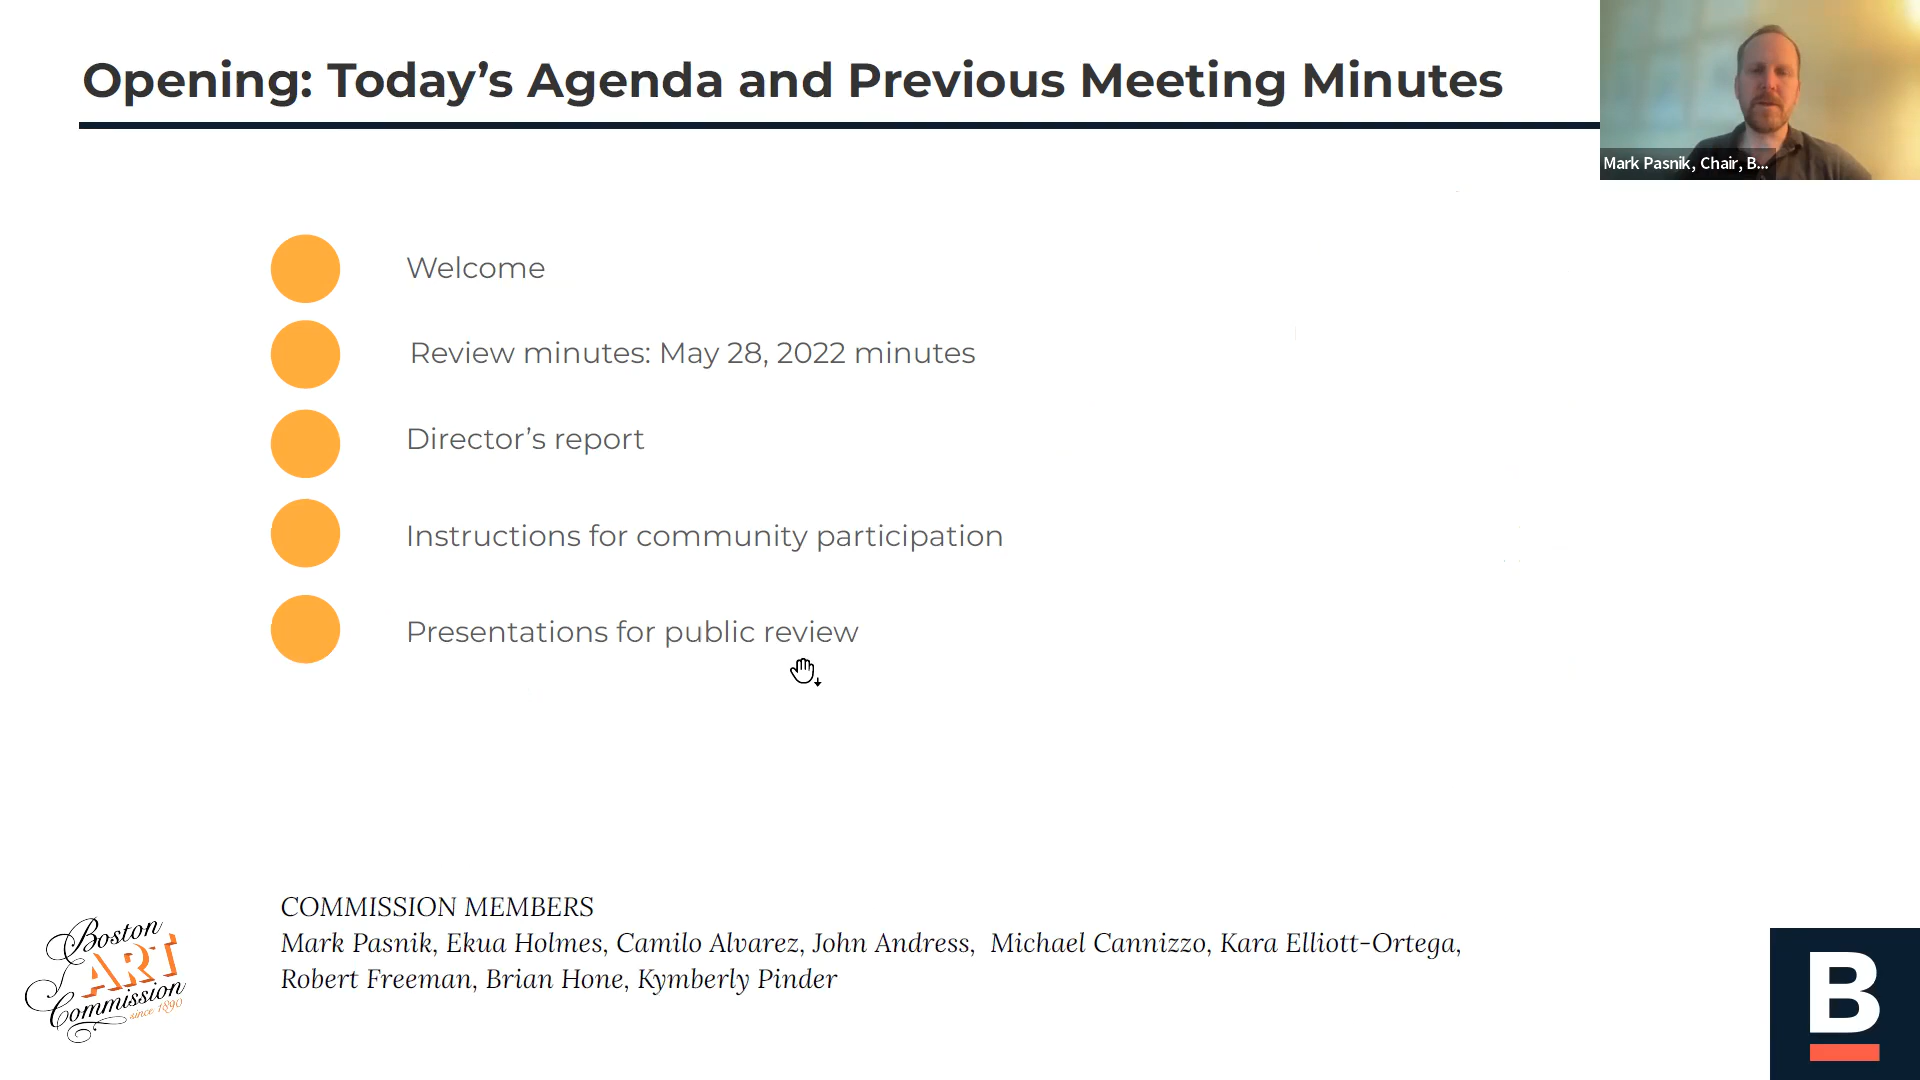 Opening: Today’s Agenda and Previous Meeting Minutes
Mark Pasnik, Chair, B...
Welcome
Review minutes: May 28, 2022 minutes
Director’s report
Instructions for community participation
Presentations for public review
COMMISSION MEMBERS
Mark Pasnik, Ekua Holmes, Camilo Alvarez, John Andress,  Michael Cannizzo, Kara Elliott-Ortega,
Robert Freeman, Brian Hone, Kymberly Pinder
Boston
ART
Commission
since 1890
B